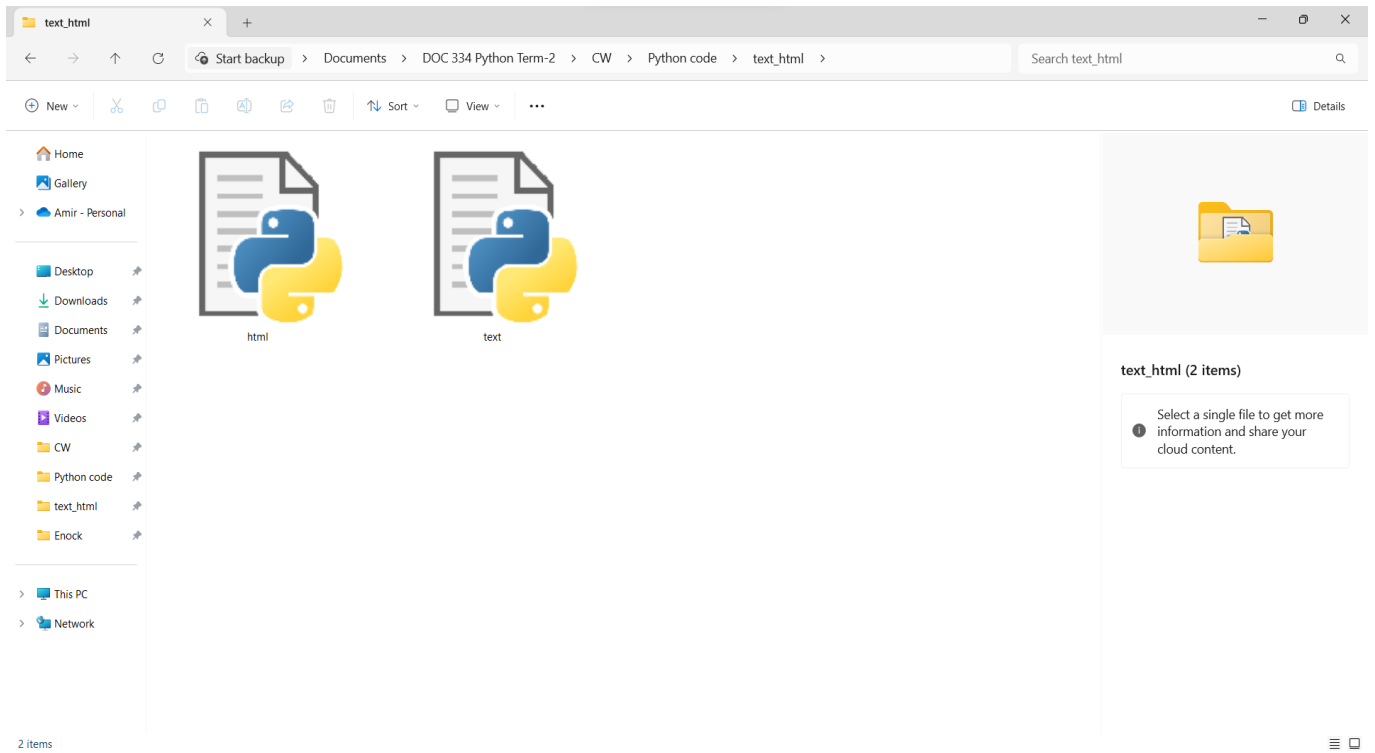 text_html
Start backup > Documents > DOC 334 Python Term-2 > CW > Python code > text_html >
Search text_html
New
Sort
View
Details
Home
Gallery
Amir - Personal
Desktop
Downloads
Documents
Pictures
Music
Videos
CW
Python code
text_html
Enock
This PC
Network
html
text
text_html (2 items)
Select a single file to get more
information and share your
cloud content.
2 items